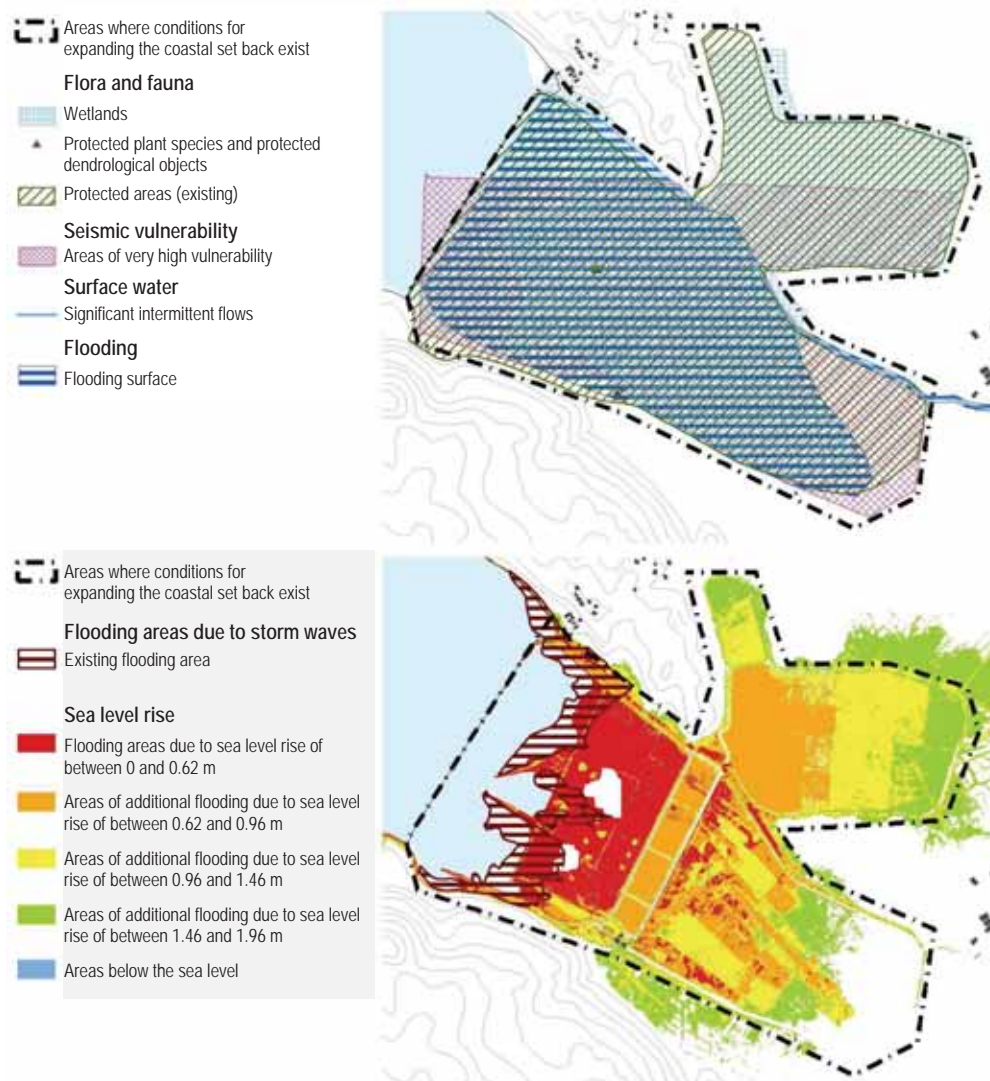 Areas where conditions for
expanding the coastal set back exist
Flora and fauna
Wetlands
Protected plant species and protected
dendrological objects
Protected areas (existing)
Seismic vulnerability
Areas of very high vulnerability
Surface water
Significant intermittent flows
Flooding
Flooding surface
Areas where conditions for
expanding the coastal set back exist
Flooding areas due to storm waves
Existing flooding area
Sea level rise
Flooding areas due to sea level rise of
between 0 and 0.62 m
Areas of additional flooding due to sea level
rise of between 0.62 and 0.96 m
Areas of additional flooding due to sea level
rise of between 0.96 and 1.46 m
Areas of additional flooding due to sea level
rise of between 1.46 and 1.96 m
Areas below the sea level